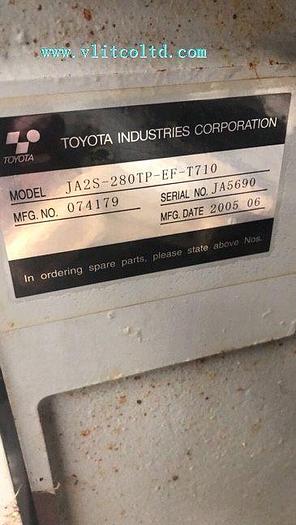 www.vlitcoltd.com
TOYOTA
TOYOTA INDUSTRIES CORPORATION
MODEL JA2S-280TP-EF-T710
MFG. NO. 074179 SERIAL NO. JA5690
MFG. DATE 2005 06
In ordering spare parts, please state above Nos.